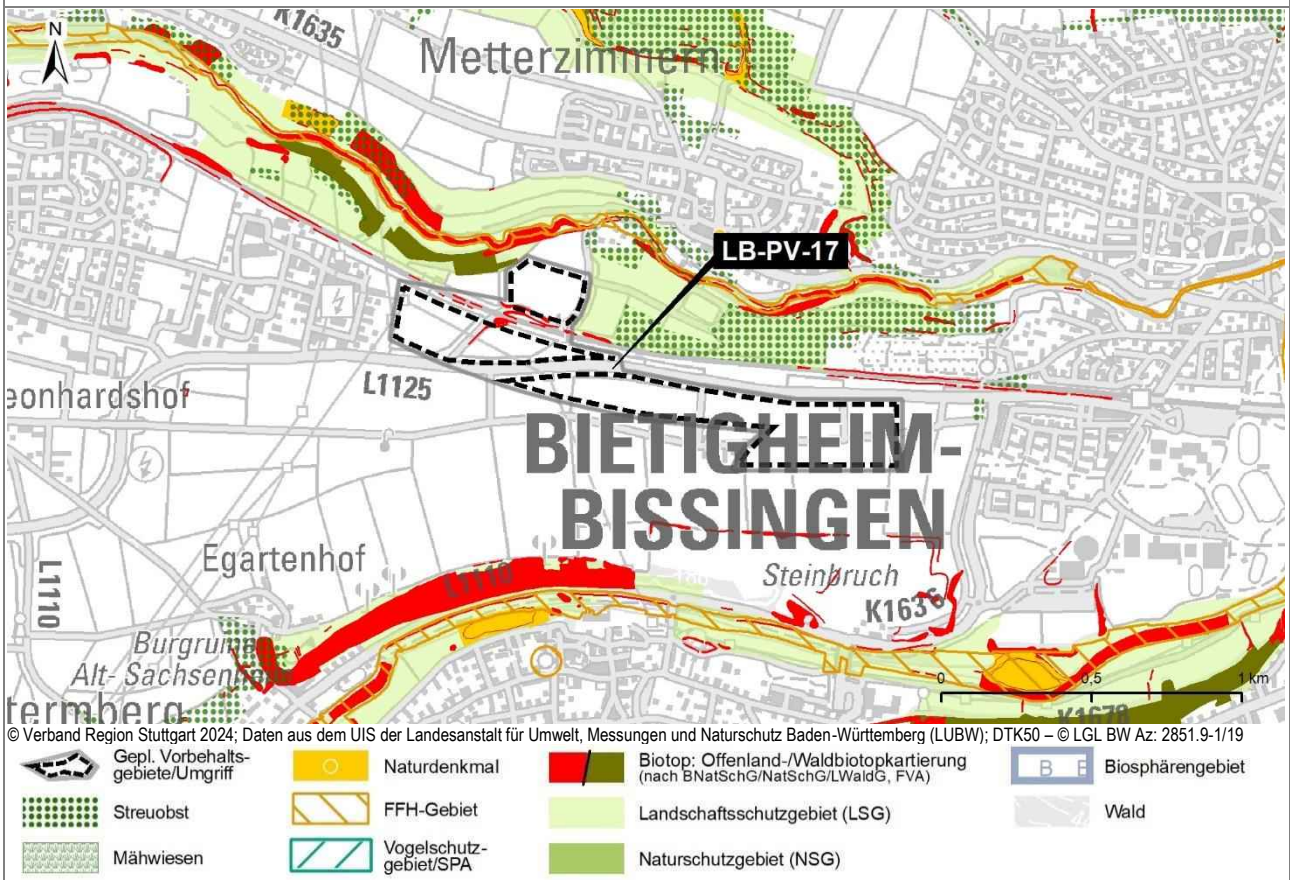 N
K1635
Metterzimmern
LB-PV-17
L1125
eonhardshof
BIETIGHEIM-
BISSINGEN
Egartenhof
L1110
Steinbruch
K1636
L1110
Burgruine
Alt- Sachsenheim
termberg
0 0,5 1 km
K1678
© Verband Region Stuttgart 2024; Daten aus dem UIS der Landesanstalt für Umwelt, Messungen und Naturschutz Baden-Württemberg (LUBW); DTK50 – © LGL BW Az: 2851.9-1/19
Gepl. Vorbehalts-
gebiete/Umgriff
Streuobst
Mähwiesen
Naturdenkmal
FFH-Gebiet
Vogelschutz-
gebiet/SPA
Biotop: Offenland-/Waldbiotopkartierung
(nach BNatSchG/NatSchG/LWaldG, FVA)
Landschaftsschutzgebiet (LSG)
Naturschutzgebiet (NSG)
B B
Biosphärengebiet
Wald